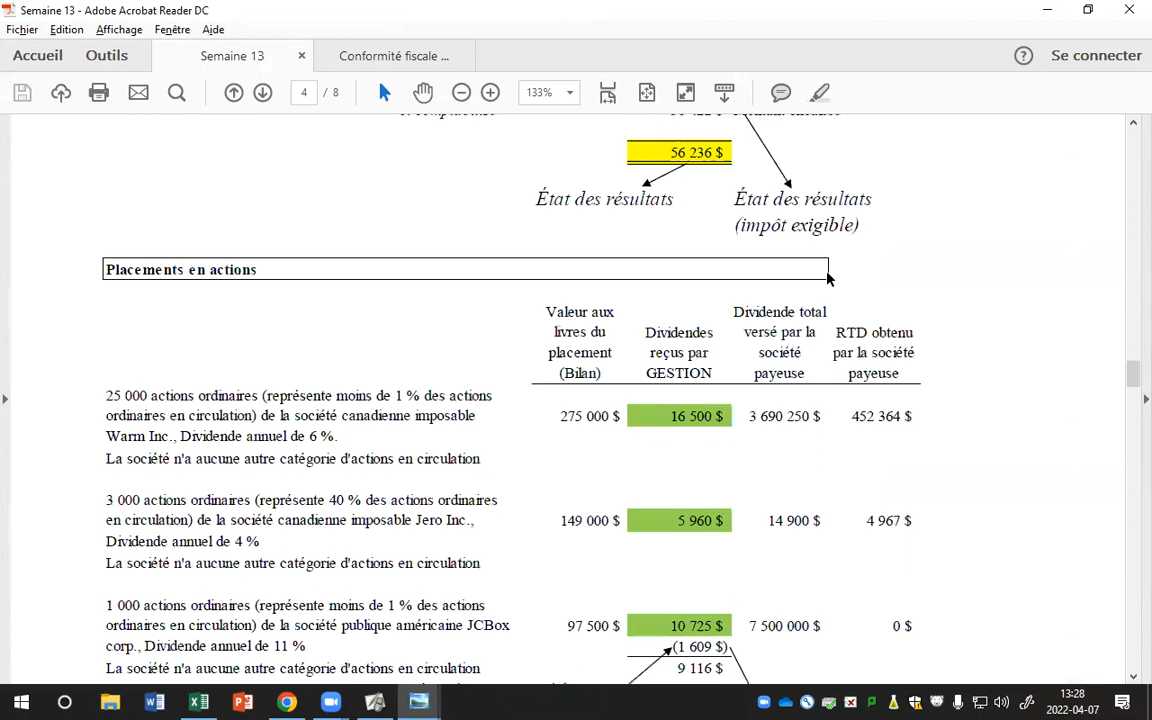 Semaine 13 - Adobe Acrobat Reader DC
Fichier Edition Affichage Fenêtre Aide
Accueil Outils Semaine 13 × Conformité fiscale ... ? Se connecter
4 / 8 133%
56 236 $
État des résultats État des résultats
(impôt exigible)
Placements en actions
Valeur aux livres du placement (Bilan)
Dividendes reçus par GESTION
Dividende total versé par la société payeuse
RTD obtenu par la société payeuse
25 000 actions ordinaires (représente moins de 1 % des actions
ordinaires en circulation) de la société canadienne imposable 275 000 $ 16 500 $ 3 690 250 $ 452 364 $
Warm Inc., Dividende annuel de 6 %.
La société n'a aucune autre catégorie d'actions en circulation
3 000 actions ordinaires (représente 40 % des actions ordinaires
en circulation) de la société canadienne imposable Jero Inc., 149 000 $ 5 960 $ 14 900 $ 4 967 $
Dividende annuel de 4 %
La société n'a aucune autre catégorie d'actions en circulation
1 000 actions ordinaires (représente moins de 1 % des actions
ordinaires en circulation) de la société publique américaine JCBox 97 500 $ 10 725 $ 7 500 000 $ 0 $
corp., Dividende annuel de 11 % (1 609 $)
La société n'a aucune autre catégorie d'actions en circulation 9 116 $
13:28
2022-04-07